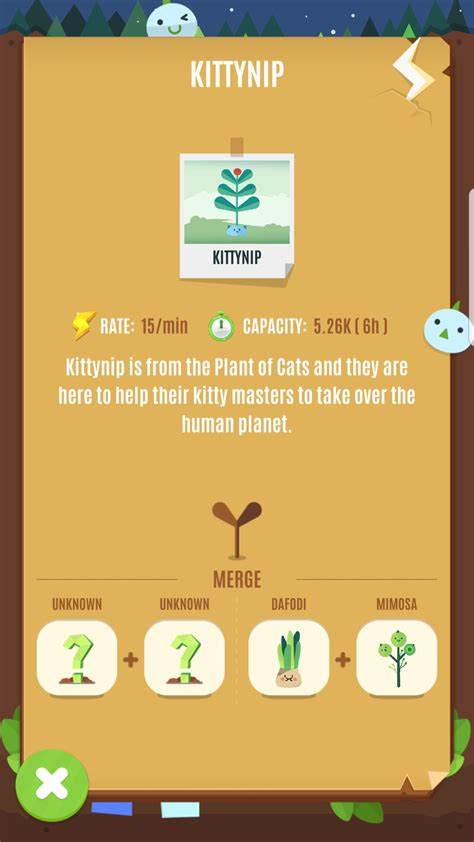 KITTYNIP
KITTYNIP
RATE: 15/min CAPACITY: 5.26K ( 6h )
Kittynip is from the Plant of Cats and they are
here to help their kitty masters to take over the
human planet.
MERGE
UNKNOWN UNKNOWN DAFODI MIMOSA
? + ? +